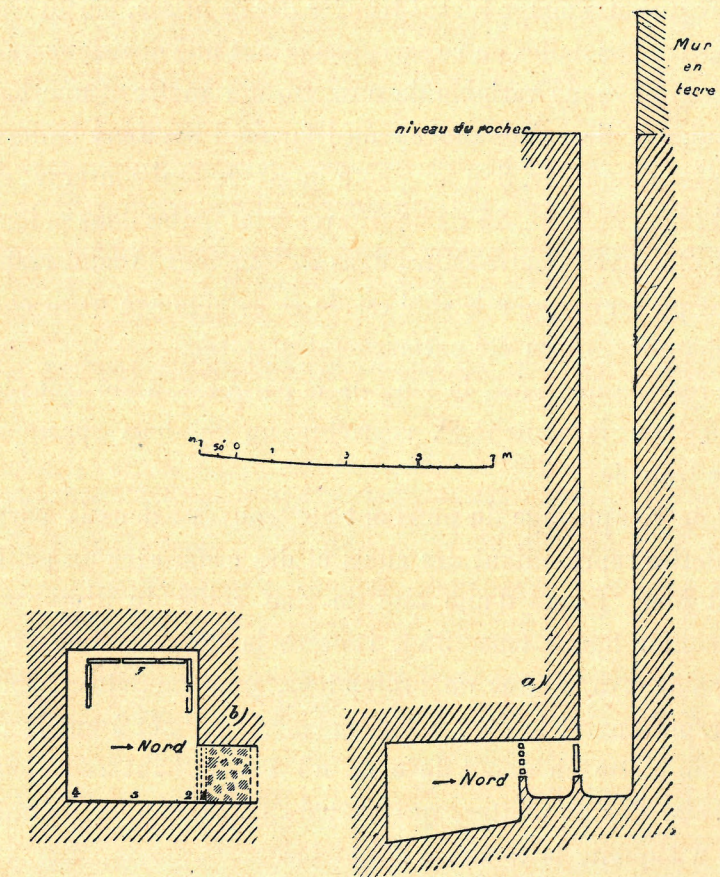 Mur
en
terre
niveau du rocher
m 1 50 0 1 3 5 7 m
a)
b)
F
→ Nord
→ Nord
4 3 2 1